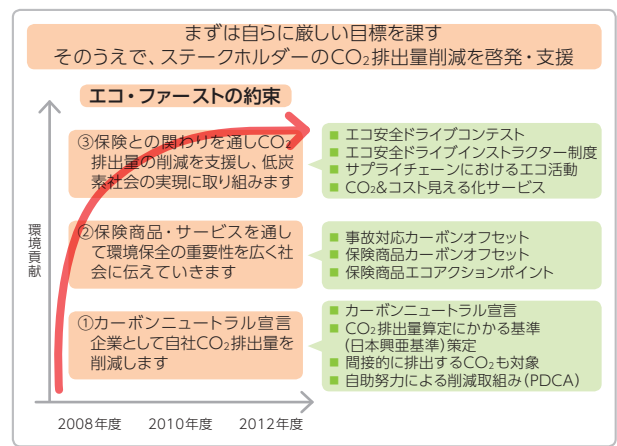 まずは自らに厳しい目標を課す
そのうえで、ステークホルダーのCO₂排出量削減を啓発・支援
エコ・ファーストの約束
③保険との関わりを通しCO₂
排出量の削減を支援し、低炭
素社会の実現に取り組みます
■ エコ安全ドライブコンテスト
■ エコ安全ドライブインストラクター制度
■ サプライチェーンにおけるエコ活動
■ CO₂&コスト見える化サービス
②保険商品・サービスを通し
て環境保全の重要性を広く社
会に伝えていきます
■ 事故対応カーボンオフセット
■ 保険商品カーボンオフセット
■ 保険商品エコアクションポイント
①カーボンニュートラル宣言
企業として自社CO₂排出量を
削減します
■ カーボンニュートラル宣言
■ CO₂排出量算定にかかる基準
(日本興亜基準)策定
■ 間接的に排出するCO₂も対象
■ 自助努力による削減取組み(PDCA)
環境貢献
2008年度 2010年度 2012年度